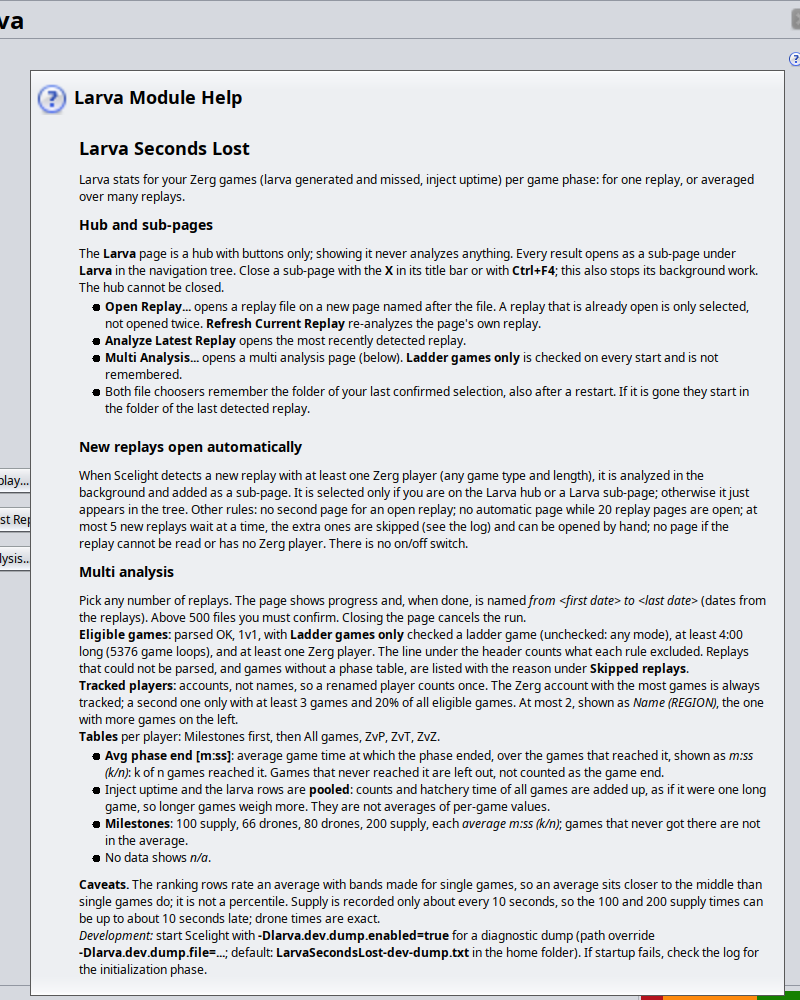 va
Larva Module Help
Larva Seconds Lost
Larva stats for your Zerg games (larva generated and missed, inject uptime) per game phase: for one replay, or averaged
over many replays.
Hub and sub-pages
The Larva page is a hub with buttons only; showing it never analyzes anything. Every result opens as a sub-page under
Larva in the navigation tree. Close a sub-page with the X in its title bar or with Ctrl+F4; this also stops its background work.
The hub cannot be closed.
● Open Replay... opens a replay file on a new page named after the file. A replay that is already open is only selected,
not opened twice. Refresh Current Replay re-analyzes the page's own replay.
● Analyze Latest Replay opens the most recently detected replay.
● Multi Analysis... opens a multi analysis page (below). Ladder games only is checked on every start and is not
remembered.
● Both file choosers remember the folder of your last confirmed selection, also after a restart. If it is gone they start in
the folder of the last detected replay.
New replays open automatically
When Scelight detects a new replay with at least one Zerg player (any game type and length), it is analyzed in the
background and added as a sub-page. It is selected only if you are on the Larva hub or a Larva sub-page; otherwise it just
appears in the tree. Other rules: no second page for an open replay; no automatic page while 20 replay pages are open; at
most 5 new replays wait at a time, the extra ones are skipped (see the log) and can be opened by hand; no page if the
replay cannot be read or has no Zerg player. There is no on/off switch.
Multi analysis
Pick any number of replays. The page shows progress and, when done, is named from <first date> to <last date> (dates from
the replays). Above 500 files you must confirm. Closing the page cancels the run.
Eligible games: parsed OK, 1v1, with Ladder games only checked a ladder game (unchecked: any mode), at least 4:00
long (5376 game loops), and at least one Zerg player. The line under the header counts what each rule excluded. Replays
that could not be parsed, and games without a phase table, are listed with the reason under Skipped replays.
Tracked players: accounts, not names, so a renamed player counts once. The Zerg account with the most games is always
tracked; a second one only with at least 3 games and 20% of all eligible games. At most 2, shown as Name (REGION), the one
with more games on the left.
Tables per player: Milestones first, then All games, ZvP, ZvT, ZvZ.
● Avg phase end [m:ss]: average game time at which the phase ended, over the games that reached it, shown as m:ss
(k/n): k of n games reached it. Games that never reached it are left out, not counted as the game end.
● Inject uptime and the larva rows are pooled: counts and hatchery time of all games are added up, as if it were one long
game, so longer games weigh more. They are not averages of per-game values.
● Milestones: 100 supply, 66 drones, 80 drones, 200 supply, each average m:ss (k/n); games that never got there are not
in the average.
● No data shows n/a.
Caveats. The ranking rows rate an average with bands made for single games, so an average sits closer to the middle than
single games do; it is not a percentile. Supply is recorded only about every 10 seconds, so the 100 and 200 supply times can
be up to about 10 seconds late; drone times are exact.
Development: start Scelight with -Dlarva.dev.dump.enabled=true for a diagnostic dump (path override
-Dlarva.dev.dump.file=...; default: LarvaSecondsLost-dev-dump.txt in the home folder). If startup fails, check the log for
the initialization phase.
play...
st Rep
lysis...